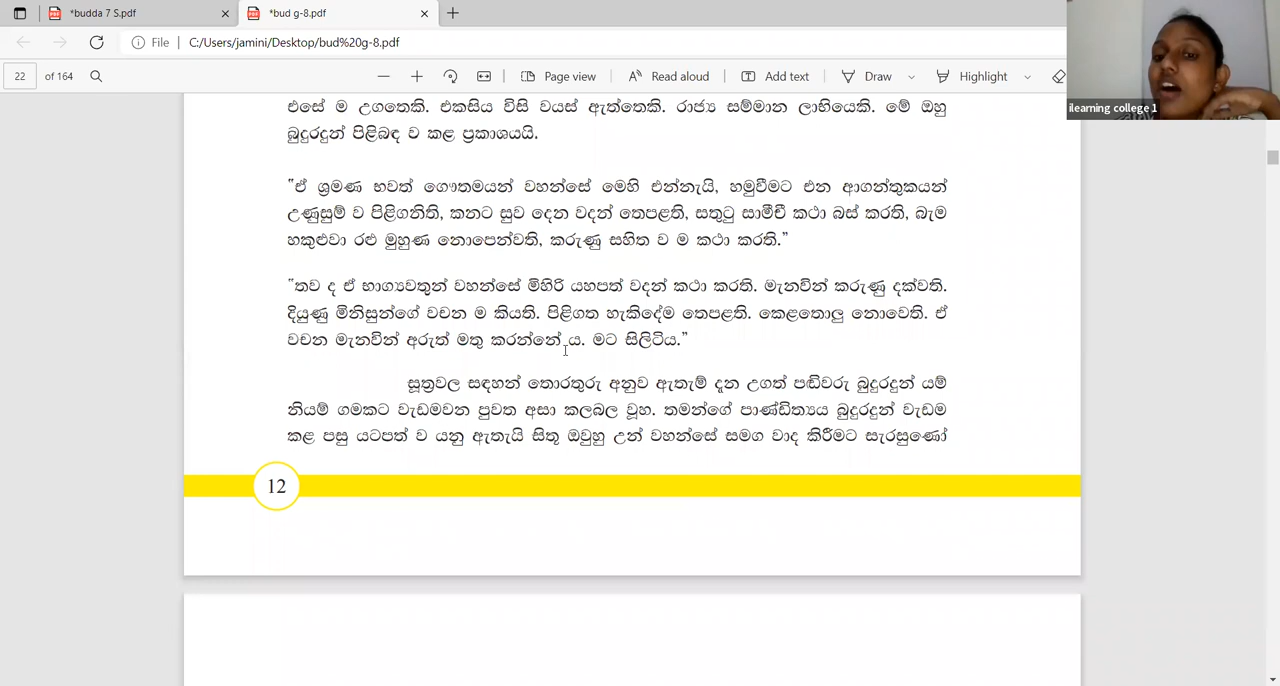 *budda 7 S.pdf
*bud g-8.pdf
File
C:/Users/jamini/Desktop/bud%20g-8.pdf
22 of 164
Page view
Read aloud
Add text
Draw
Highlight
ilearning college 1
එසේ ම උගතෙකි. එකසිය විසි වයස් ඇත්තෙකි. රාජ්‍ය සම්මාන ලාභියෙකි. මේ ඔහු
බුදුරදුන් පිළිබඳ ව කළ ප්‍රකාශයයි.
“ඒ ශ්‍රමණ භවත් ගෞතමයන් වහන්සේ මෙහි එන්නැයි, හමුවීමට එන ආගන්තුකයන්
උණුසුම් ව පිළිගනිති, කනට සුව දෙන වදන් තෙපළති, සතුටු සාමීචි කථා බස් කරති, බැම
හකුළුවා රළු මුහුණ නොපෙන්වති, කරුණු සහිත ව ම කථා කරති.”
“තව ද ඒ භාග්‍යවතුන් වහන්සේ මිහිරි යහපත් වදන් කථා කරති. මැනවින් කරුණු දක්වති.
දියුණු මිනිසුන්ගේ වචන ම කියති. පිළිගත හැකිදේම තෙපළති. කෙළතොලු නොවෙති. ඒ
වචන මැනවින් අරුත් මතු කරන්නේ ය. මට සිලිටිය.”
සූත්‍රවල සඳහන් තොරතුරු අනුව ඇතැම් දැන උගත් පඬිවරු බුදුරදුන් යම්
නියම් ගමකට වැඩමවන පුවත අසා කලබල වූහ. තමන්ගේ පාණ්ඩිත්‍යය බුදුරදුන් වැඩම
කළ පසු යටපත් ව යනු ඇතැයි සිතූ ඔවුහු උන් වහන්සේ සමග වාද කිරීමට සැරසුණෝ
12